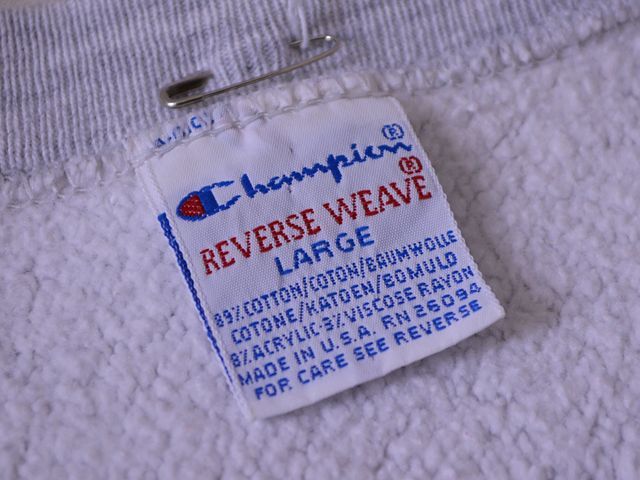 Champion®
REVERSE WEAVE®
LARGE
89%COTTON/COTON/BAUMWOLLE
COTONE/KATOEN/BOMULD
8%ACRYLIC-3%VISCOSE RAYON
MADE IN U.S.A. RN 26094
FOR CARE SEE REVERSE